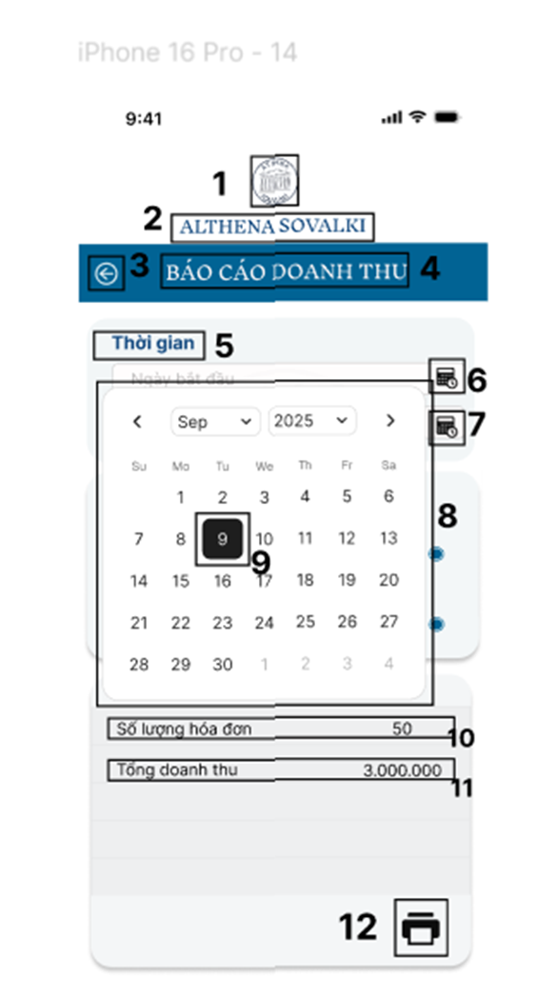 iPhone 16 Pro - 14
9:41
1
2 ALTHENA SOVALKI
3 BÁO CÁO DOANH THU 4
Thời gian 5
Ngày bắt đầu 6
Sep 2025 7
Su Mo Tu We Th Fr Sa
1 2 3 4 5 6
8
7 8 9 10 11 12 13
9
14 15 16 17 18 19 20
21 22 23 24 25 26 27
28 29 30 1 2 3 4
Số lượng hóa đơn 50
10
Tổng doanh thu 3.000.000
11
12